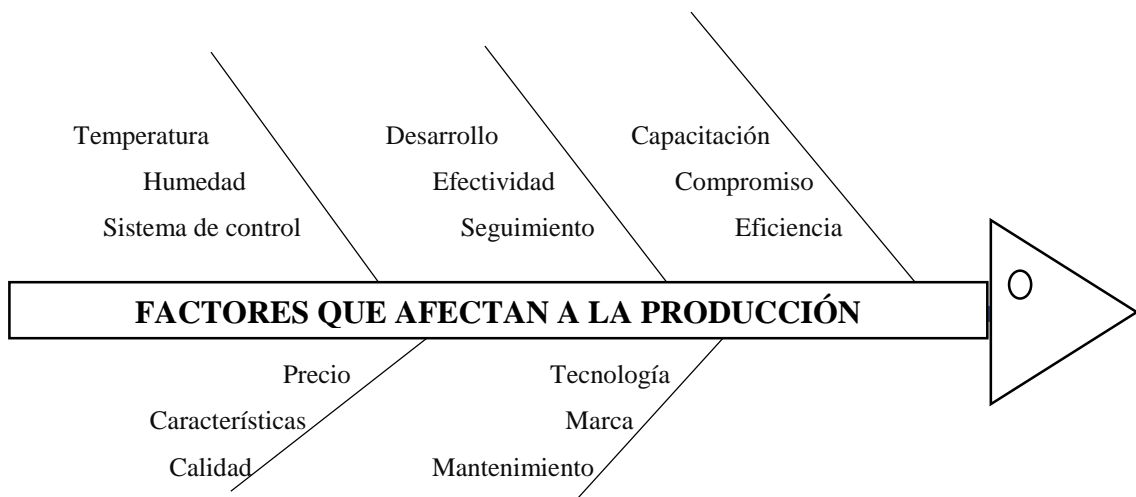 Temperatura
Humedad
Sistema de control
Desarrollo
Efectividad
Seguimiento
Capacitación
Compromiso
Eficiencia
FACTORES QUE AFECTAN A LA PRODUCCIÓN
Precio
Características
Calidad
Tecnología
Marca
Mantenimiento